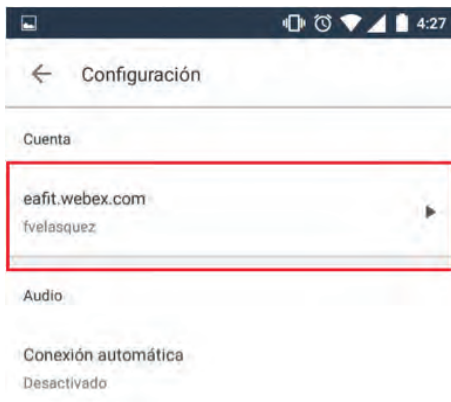 4:27
Configuración
Cuenta
eafit.webex.com
fvelasquez
Audio
Conexión automática
Desactivado